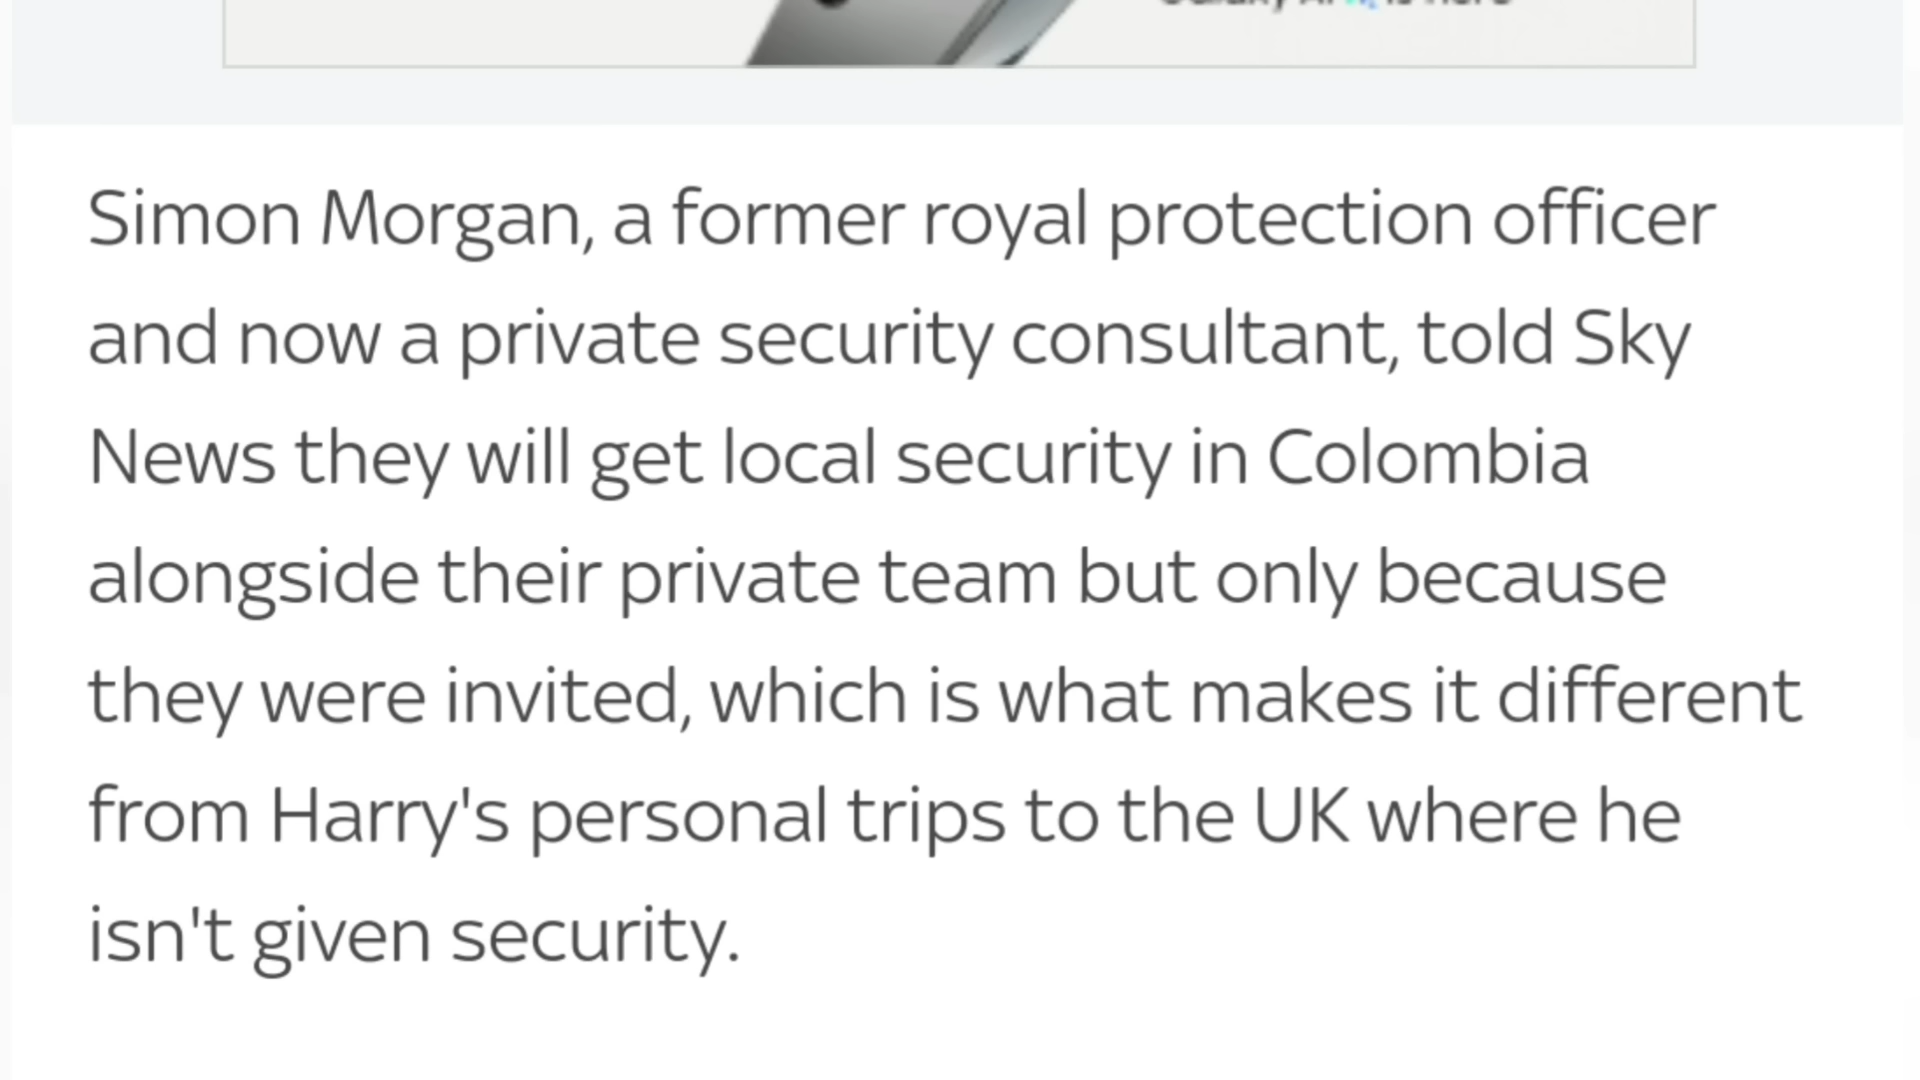 Simon Morgan, a former royal protection officer
and now a private security consultant, told Sky
News they will get local security in Colombia
alongside their private team but only because
they were invited, which is what makes it different
from Harry's personal trips to the UK where he
isn't given security.